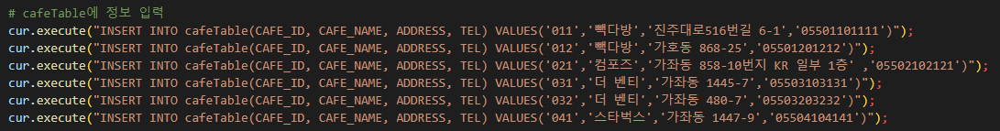 # cafeTable에 정보 입력
cur.execute("INSERT INTO cafeTable(CAFE_ID, CAFE_NAME, ADDRESS, TEL) VALUES('011','빽다방','진주대로516번길 6-1','05501101111')");
cur.execute("INSERT INTO cafeTable(CAFE_ID, CAFE_NAME, ADDRESS, TEL) VALUES('012','빽다방','가호동 868-25','05501201212')");
cur.execute("INSERT INTO cafeTable(CAFE_ID, CAFE_NAME, ADDRESS, TEL) VALUES('021','컴포즈','가좌동 858-10번지 KR 일부 1층' ,'05502102121')");
cur.execute("INSERT INTO cafeTable(CAFE_ID, CAFE_NAME, ADDRESS, TEL) VALUES('031','더 벤티','가좌동 1445-7','05503103131')");
cur.execute("INSERT INTO cafeTable(CAFE_ID, CAFE_NAME, ADDRESS, TEL) VALUES('032','더 벤티','가좌동 480-7','05503203232')");
cur.execute("INSERT INTO cafeTable(CAFE_ID, CAFE_NAME, ADDRESS, TEL) VALUES('041','스타벅스','가좌동 1447-9','05504104141')");